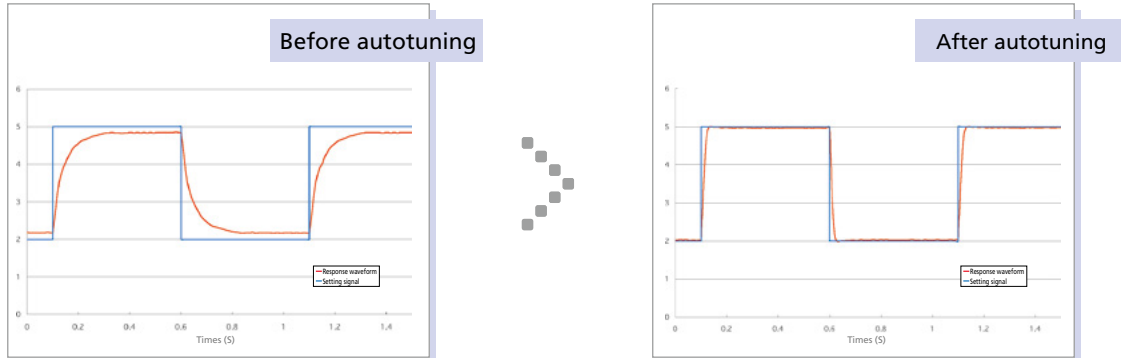 Before autotuning
6
5
4
3
2
1
0
Response waveform
Setting signal
0 0.2 0.4 0.6 0.8 1 1.2 1.4
Times (S)
After autotuning
6
5
4
3
2
1
0
Response waveform
Setting signal
0 0.2 0.4 0.6 0.8 1 1.2 1.4
Times (S)